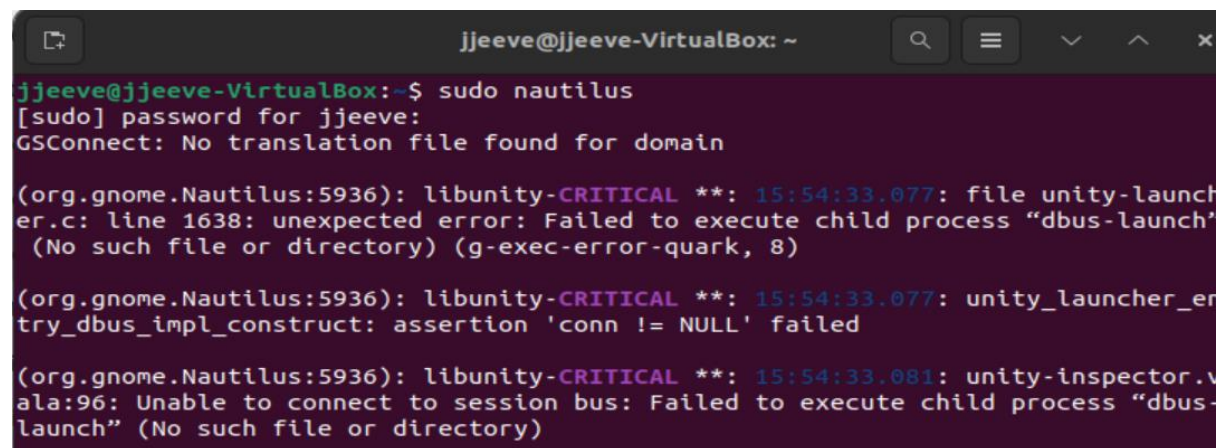 jjeeve@jjeeve-VirtualBox: ~
jjeeve@jjeeve-VirtualBox:~$ sudo nautilus
[sudo] password for jjeeve:
GSConnect: No translation file found for domain
(org.gnome.Nautilus:5936): libunity-CRITICAL **: 15:54:33.077: file unity-launch
er.c: line 1638: unexpected error: Failed to execute child process “dbus-launch”
(No such file or directory) (g-exec-error-quark, 8)
(org.gnome.Nautilus:5936): libunity-CRITICAL **: 15:54:33.077: unity_launcher_en
try_dbus_impl_construct: assertion 'conn != NULL' failed
(org.gnome.Nautilus:5936): libunity-CRITICAL **: 15:54:33.081: unity-inspector.v
ala:96: Unable to connect to session bus: Failed to execute child process “dbus-
launch” (No such file or directory)